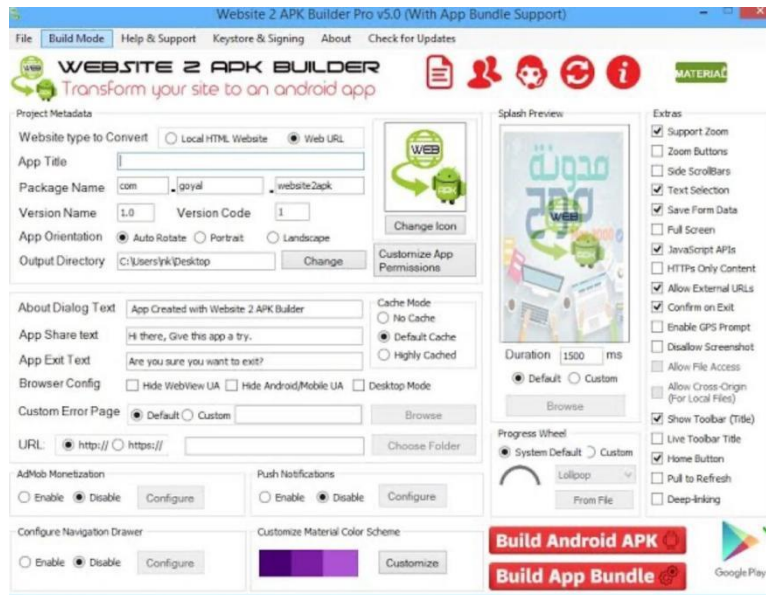 Website 2 APK Builder Pro v5.0 (With App Bundle Support)
File Build Mode Help & Support Keystore & Signing About Check for Updates
WEBSITE 2 APK BUILDER
Transform your site to an android app
MATERIAL
Project Metadata
Website type to Convert Local HTML Website Web URL
App Title
Package Name com . goyal . website2apk
Version Name 1.0 Version Code 1
App Orientation Auto Rotate Portrait Landscape
Output Directory C:\Users\nk\Desktop Change
WEB
APK
Change Icon
Customize App
Permissions
About Dialog Text App Created with Website 2 APK Builder
App Share text Hi there, Give this app a try.
App Exit Text Are you sure you want to exit?
Browser Config Hide WebView UA Hide Android/Mobile UA Desktop Mode
Custom Error Page Default Custom Browse
URL: http:// https:// Choose Folder
Cache Mode
No Cache
Default Cache
Highly Cached
AdMob Monetization
Enable Disable Configure
Push Notifications
Enable Disable Configure
Configure Navigation Drawer
Enable Disable Configure
Customize Material Color Scheme
Customize
Splash Preview
مدونة
WEB
Duration 1500 ms
Default Custom
Browse
Progress Wheel
System Default Custom
Lolipop
From File
Build Android APK
Build App Bundle
Extras
Support Zoom
Zoom Buttons
Side ScrollBars
Text Selection
Save Form Data
Full Screen
JavaScript APIs
HTTPs Only Content
Allow External URLs
Confirm on Exit
Enable GPS Prompt
Disallow Screenshot
Allow File Access
Allow Cross-Origin
(For Local Files)
Show Toolbar (Title)
Live Toolbar Title
Home Button
Pull to Refresh
Deep-linking
Google Play